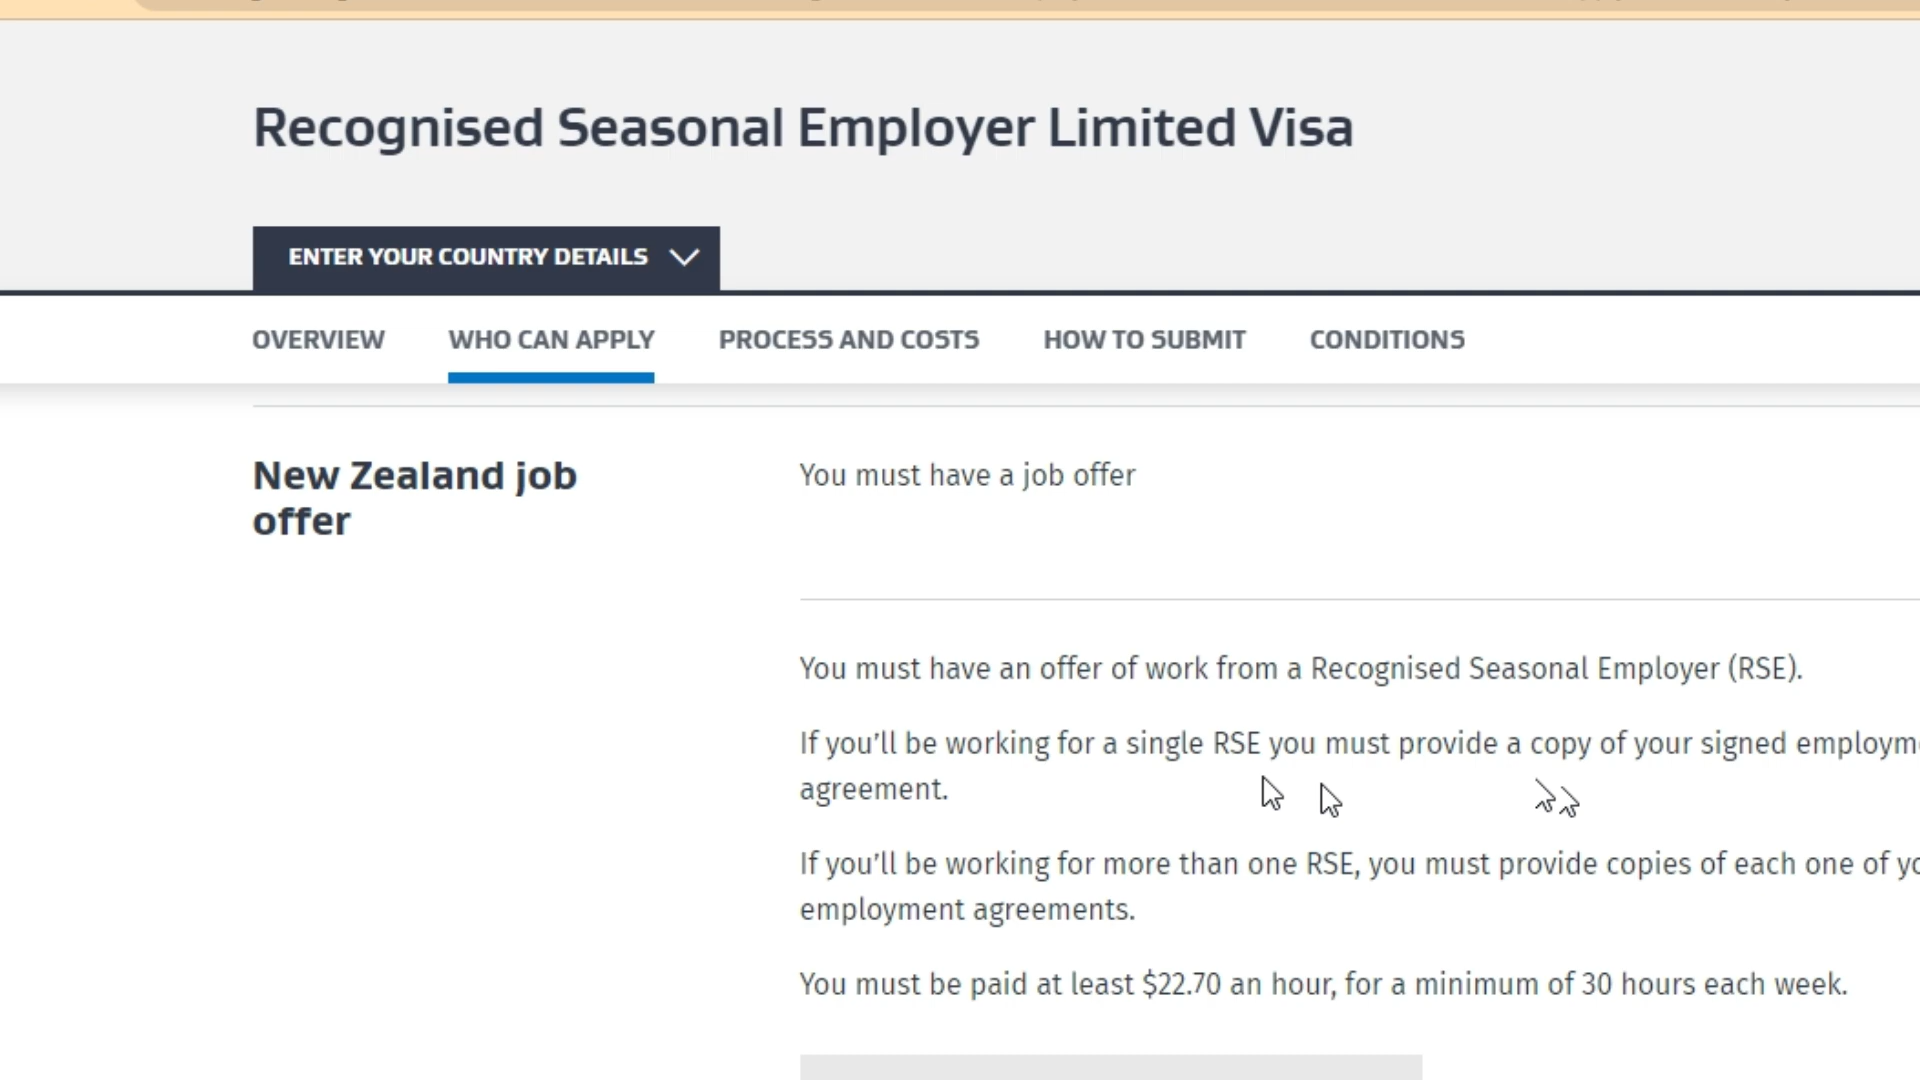 Recognised Seasonal Employer Limited Visa
ENTER YOUR COUNTRY DETAILS
OVERVIEW WHO CAN APPLY PROCESS AND COSTS HOW TO SUBMIT CONDITIONS
New Zealand job
offer
You must have a job offer
You must have an offer of work from a Recognised Seasonal Employer (RSE).
If you’ll be working for a single RSE you must provide a copy of your signed
agreement.
If you’ll be working for more than one RSE, you must provide copies of each one of
employment agreements.
You must be paid at least $22.70 an hour, for a minimum of 30 hours each week.